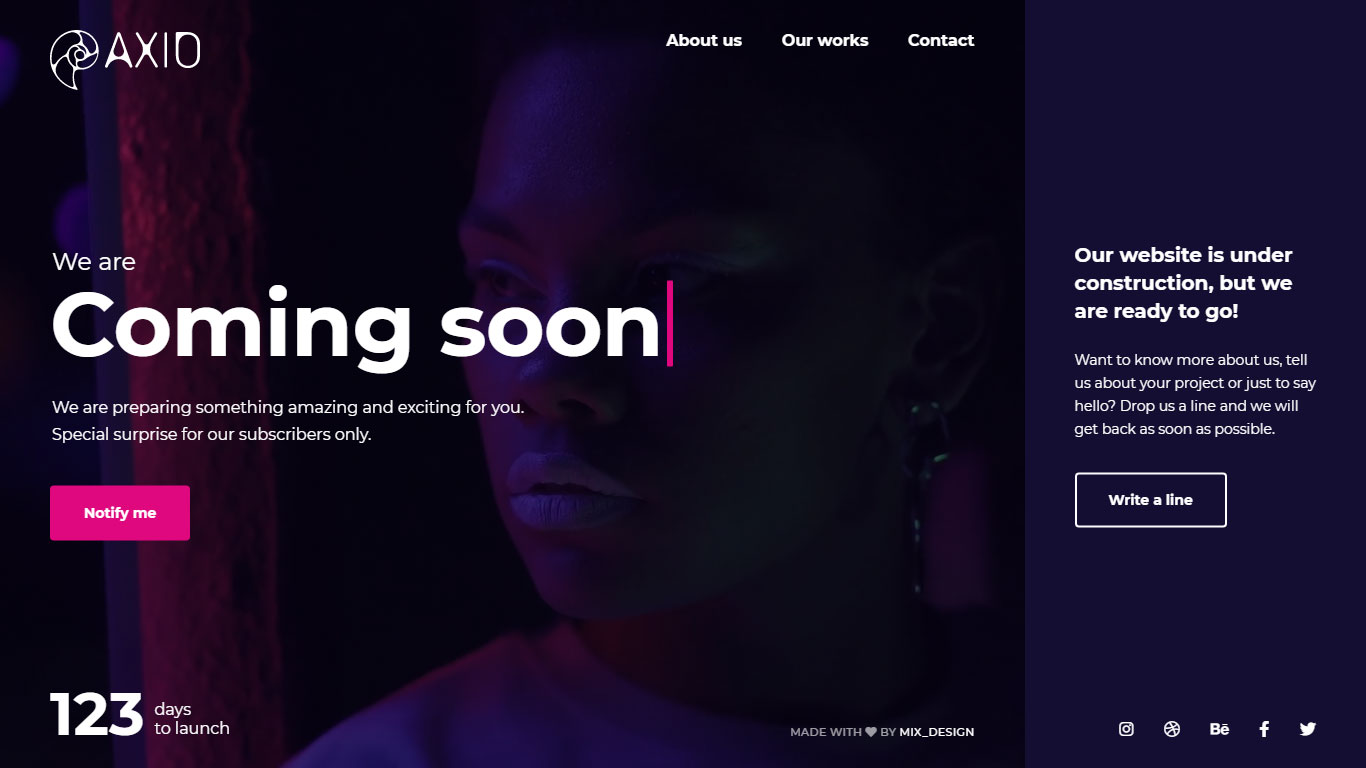 AXIO
About us Our works Contact
We are
Coming soon
We are preparing something amazing and exciting for you.
Special surprise for our subscribers only.
Notify me
123 days
to launch
MADE WITH BY MIX_DESIGN
Our website is under
construction, but we
are ready to go!
Want to know more about us, tell
us about your project or just to say
hello? Drop us a line and we will
get back as soon as possible.
Write a line
Bē